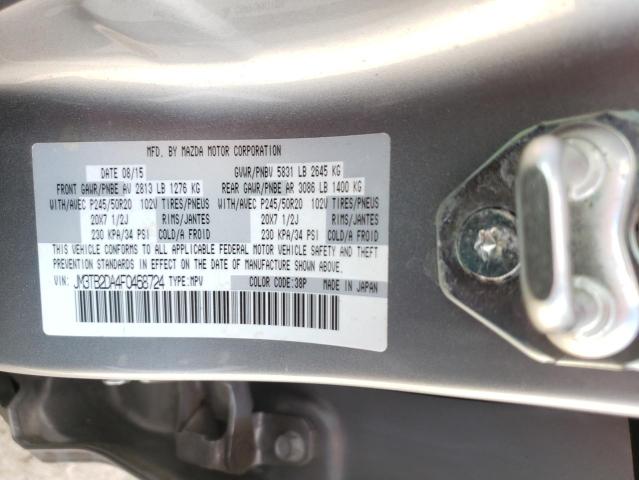 MFD. BY MAZDA MOTOR CORPORATION
DATE 08/15 GVWR/PNBV 5831 LB 2645 KG
FRONT GAWR/PNBE AV 2813 LB 1276 KG REAR GAWR/PNBE AR 3086 LB 1400 KG
WITH/AVEC P245/50R20 102V TIRES/PNEUS WITH/AVEC P245/50R20 102V TIRES/PNEUS
20X7 1/2J RIMS/JANTES 20X7 1/2J RIMS/JANTES
230 KPA/34 PSI COLD/A FROID 230 KPA/34 PSI COLD/A FROID
THIS VEHICLE CONFORMS TO ALL APPLICABLE FEDERAL MOTOR VEHICLE SAFETY AND THEFT
PREVENTION STANDARDS IN EFFECT ON THE DATE OF MANUFACTURE SHOWN ABOVE.
VIN: JM3TB2DA4F0458724 TYPE:MPV COLOR CODE:38P MADE IN JAPAN